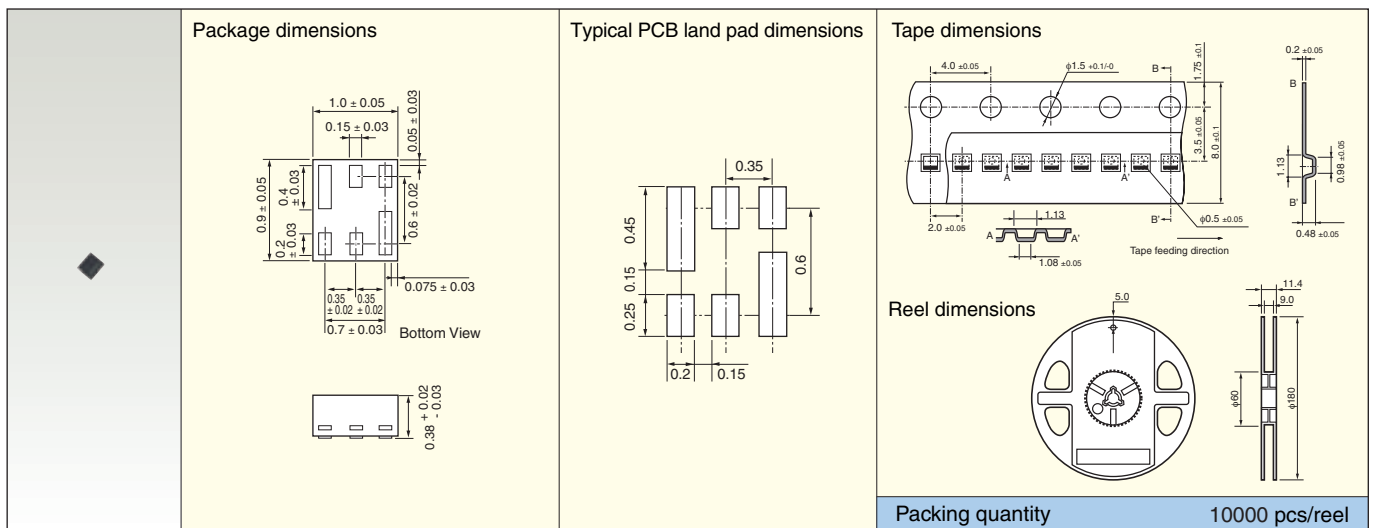 Package dimensions
1.0 ± 0.05
0.15 ± 0.03
0.05 ± 0.03
0.9 ± 0.05
0.4
± 0.03
0.2
± 0.03
0.6 ± 0.02
0.075 ± 0.03
0.35
± 0.02
0.35
± 0.02
0.7 ± 0.03
Bottom View
0.38 + 0.02
- 0.03
Typical PCB land pad dimensions
0.35
0.45
0.15
0.25
0.6
0.2
0.15
Tape dimensions
4.0 ±0.05
φ1.5 +0.1/-0
B
1.75 ±0.1
3.5 ±0.05
8.0 ±0.1
A
A'
2.0 ±0.05
1.13
A
A'
1.08 ±0.05
B'
φ0.5 ±0.05
Tape feeding direction
0.2 ±0.05
B
1.13
0.98 ±0.05
B'
0.48 ±0.05
Reel dimensions
5.0
11.4
9.0
φ60
φ180
Packing quantity 10000 pcs/reel